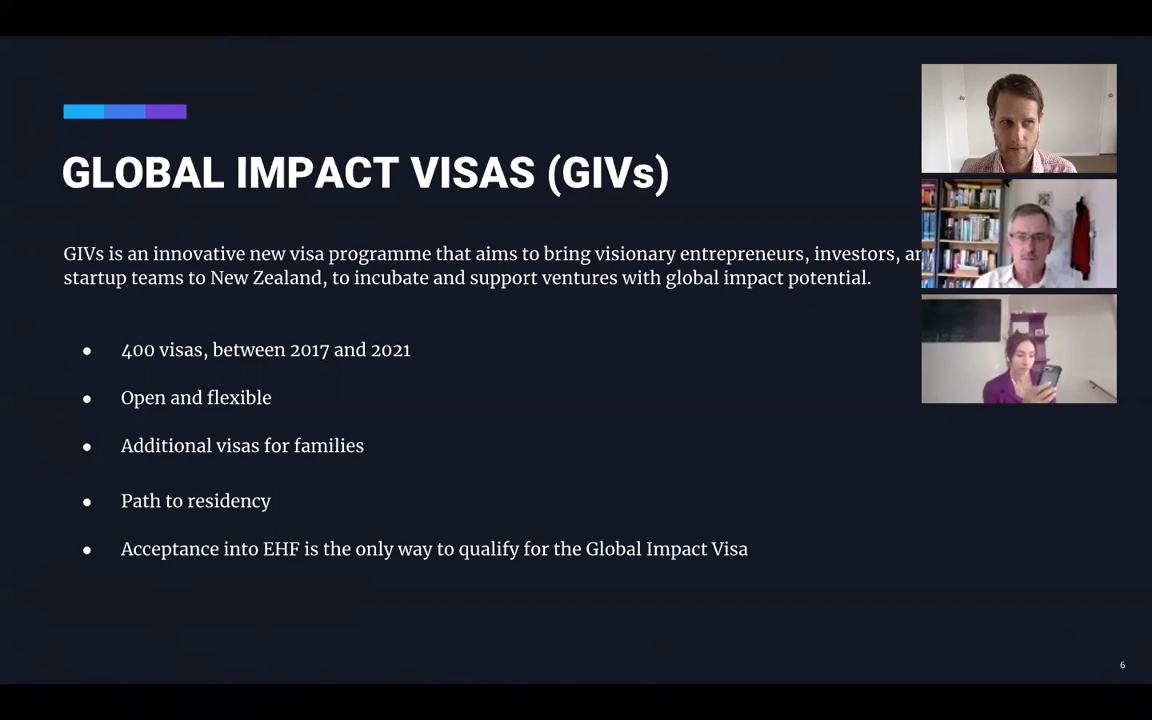 GLOBAL IMPACT VISAS (GIVs)
GIVs is an innovative new visa programme that aims to bring visionary entrepreneurs, investors,
startup teams to New Zealand, to incubate and support ventures with global impact potential.
● 400 visas, between 2017 and 2021
● Open and flexible
● Additional visas for families
● Path to residency
● Acceptance into EHF is the only way to qualify for the Global Impact Visa
6